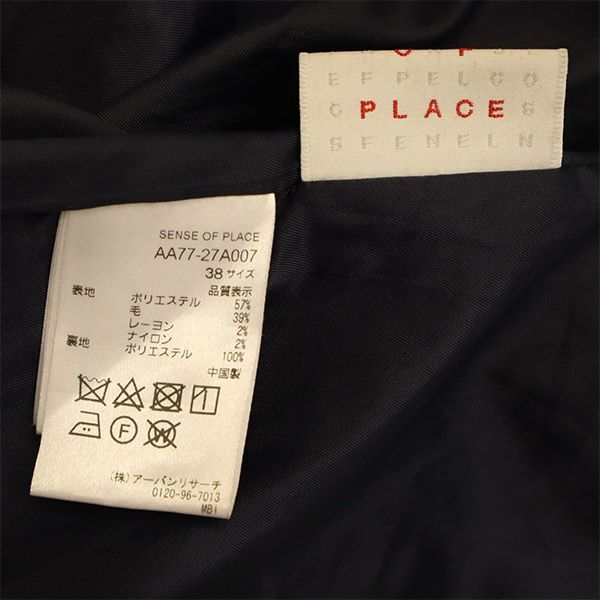 O F
E F P E L C O
C PLACE S
S F E N E L N
SENSE OF PLACE
AA77-27A007
38 サイズ
品質表示
表地 ポリエステル 57%
毛 39%
レーヨン 2%
ナイロン 2%
裏地 ポリエステル 100%
中国製
F W
(株)アーバンリサーチ
0120-96-7013
MBI